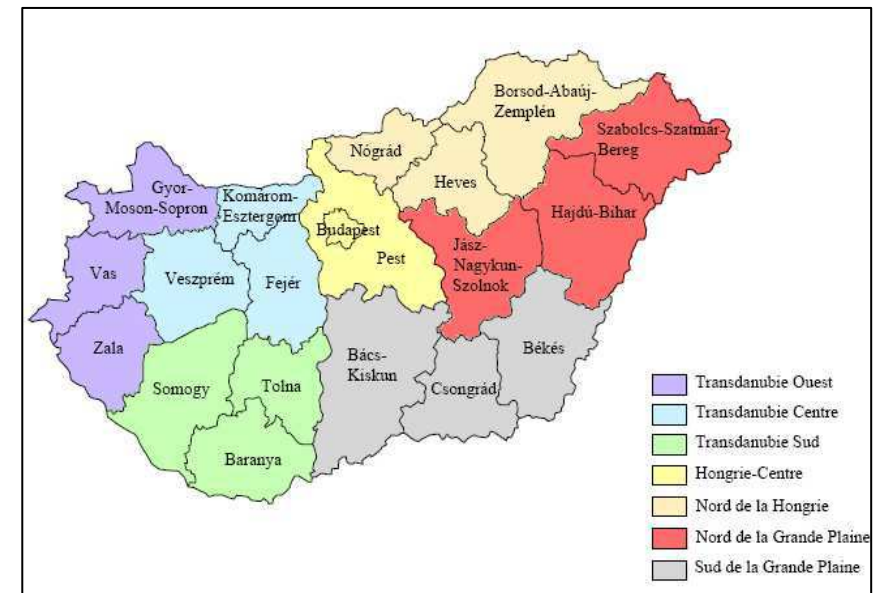 Borsod-Abaúj-
Zemplén
Szabolcs-Szatmár-
Bereg
Nógrád
Heves
Gyor-
Moson-Sopron
Komárom-
Esztergom
Hajdú-Bihar
Budapest
Pest
Jász-
Nagykun-
Szolnok
Vas
Veszprém
Fejér
Zala
Bács-
Kiskun
Békés
Somogy
Tolna
Csongrád
Baranya
Transdanubie Ouest
Transdanubie Centre
Transdanubie Sud
Hongrie-Centre
Nord de la Hongrie
Nord de la Grande Plaine
Sud de la Grande Plaine